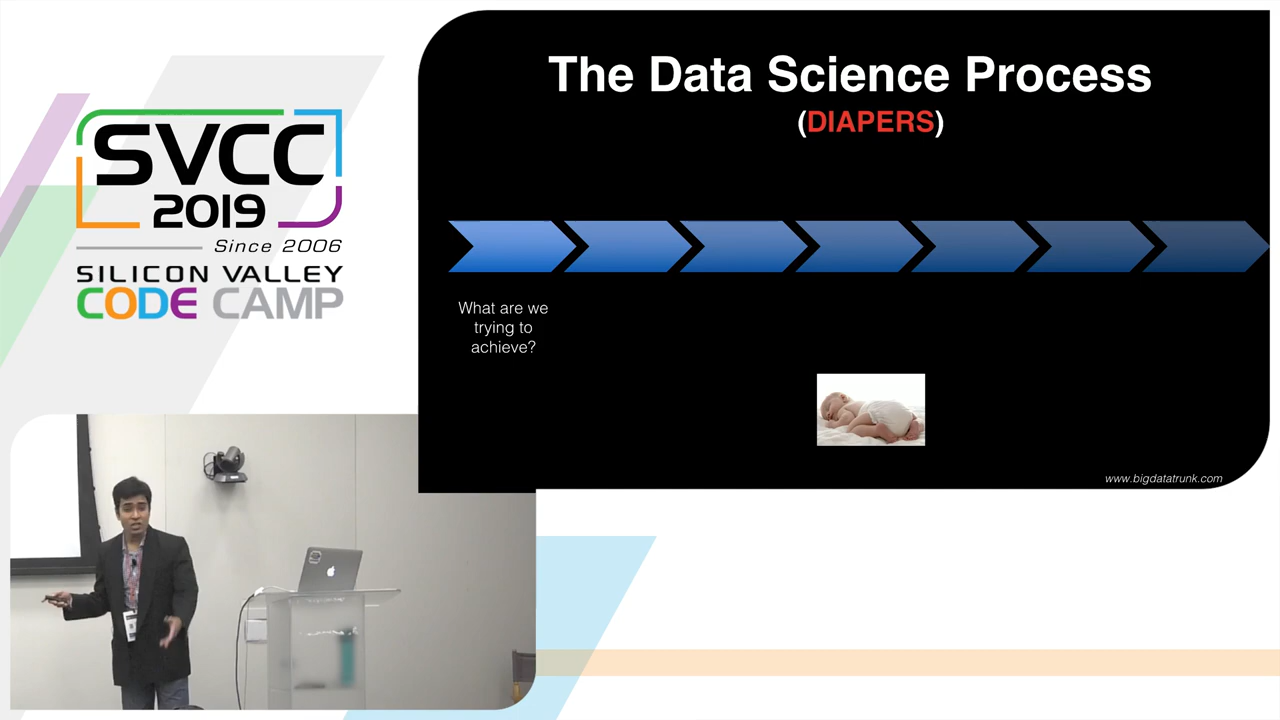 SVCC
2019
Since 2006
SILICON VALLEY
CODE CAMP
The Data Science Process
(DIAPERS)
What are we
trying to
achieve?
www.bigdatatrunk.com